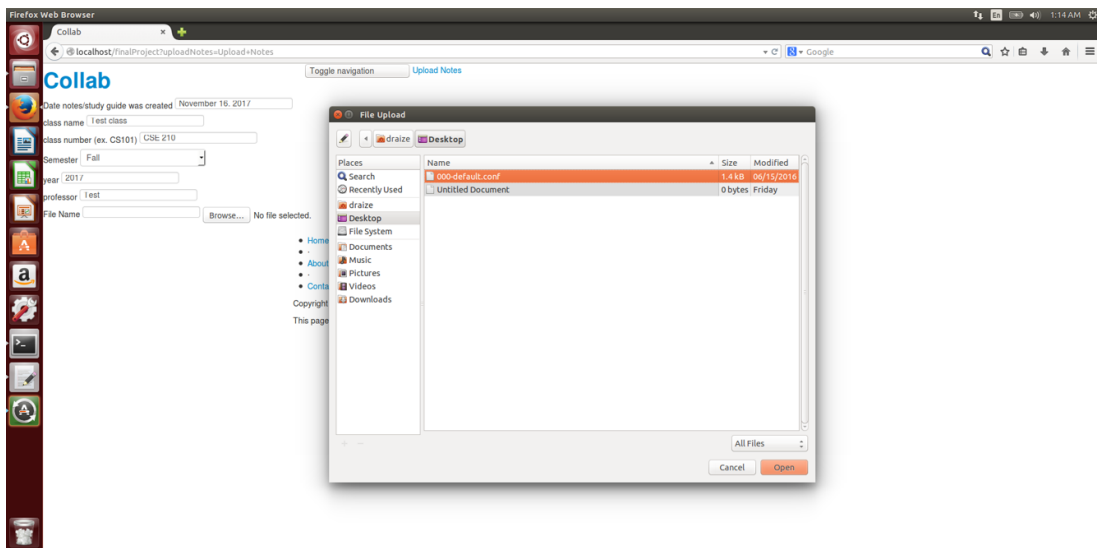 Firefox Web Browser
En
1:14 AM
Collab
localhost/finalProject?uploadNotes=Upload+Notes
Google
Collab
Toggle navigation
Upload Notes
Date notes/study guide was created November 16. 2017
class name Test class
class number (ex. CS101) CSE 210
Semester Fall
year 2017
professor Test
File Name
Browse... No file selected.
Home
About
Conta
Copyright
This page
File Upload
draize
Desktop
Places
Search
Recently Used
draize
Desktop
File System
Documents
Music
Pictures
Videos
Downloads
Name Size Modified
000-default.conf 1.4 kB 06/15/2016
Untitled Document 0 bytes Friday
All Files
Cancel
Open